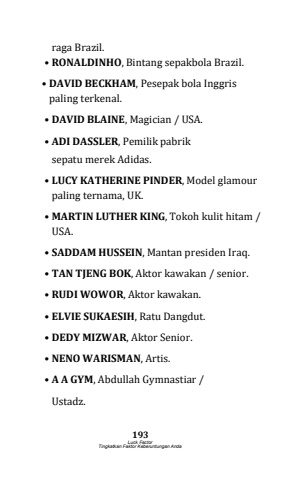 raga Brazil.
• RONALDINHO, Bintang sepakbola Brazil.
• DAVID BECKHAM, Pesepak bola Inggris
paling terkenal.
• DAVID BLAINE, Magician / USA.
• ADI DASSLER, Pemilik pabrik
sepatu merek Adidas.
• LUCY KATHERINE PINDER, Model glamour
paling ternama, UK.
• MARTIN LUTHER KING, Tokoh kulit hitam /
USA.
• SADDAM HUSSEIN, Mantan presiden Iraq.
• TAN TJENG BOK, Aktor kawakan / senior.
• RUDI WOWOR, Aktor kawakan.
• ELVIE SUKAESIH, Ratu Dangdut.
• DEDY MIZWAR, Aktor Senior.
• NENO WARISMAN, Artis.
• A A GYM, Abdullah Gymnastiar /
Ustadz.
193
Luck Factor
Tingkatkan Faktor Keberuntungan Anda